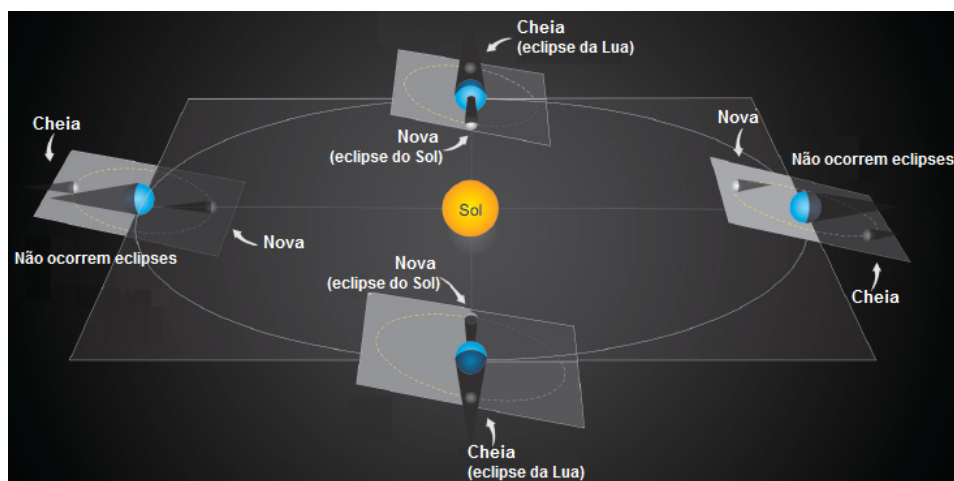 Cheia
(eclipse da Lua)
Cheia
Nova
(eclipse do Sol)
Nova
Não ocorrem eclipses
Sol
Nova
Não ocorrem eclipses
Nova
(eclipse do Sol)
Cheia
Cheia
(eclipse da Lua)